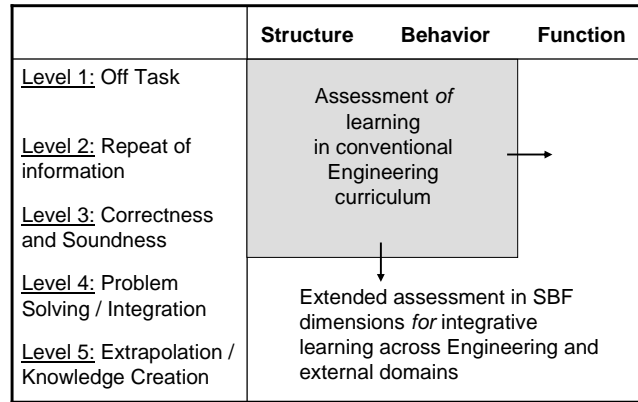 Structure Behavior Function
Level 1: Off Task
Level 2: Repeat of
information
Level 3: Correctness
and Soundness
Level 4: Problem
Solving / Integration
Level 5: Extrapolation /
Knowledge Creation
Assessment of
learning
in conventional
Engineering
curriculum
Extended assessment in SBF
dimensions for integrative
learning across Engineering and
external domains